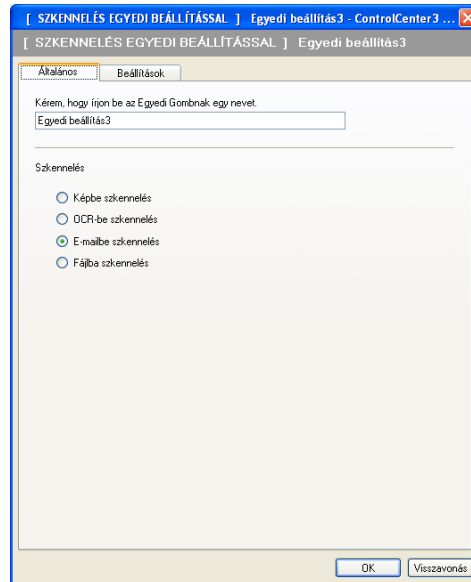 [ SZKENNELÉS EGYEDI BEÁLLÍTÁSSAL ] Egyedi beállítás3 - ControlCenter3 ...
[ SZKENNELÉS EGYEDI BEÁLLÍTÁSSAL ] Egyedi beállítás3
Általános Beállítások
Kérem, hogy írjon be az Egyedi Gombnak egy nevet.
Egyedi beállítás3
Szkennelés
Képbe szkennelés
OCR-be szkennelés
E-mailbe szkennelés
Fájlba szkennelés
OK Visszavonás